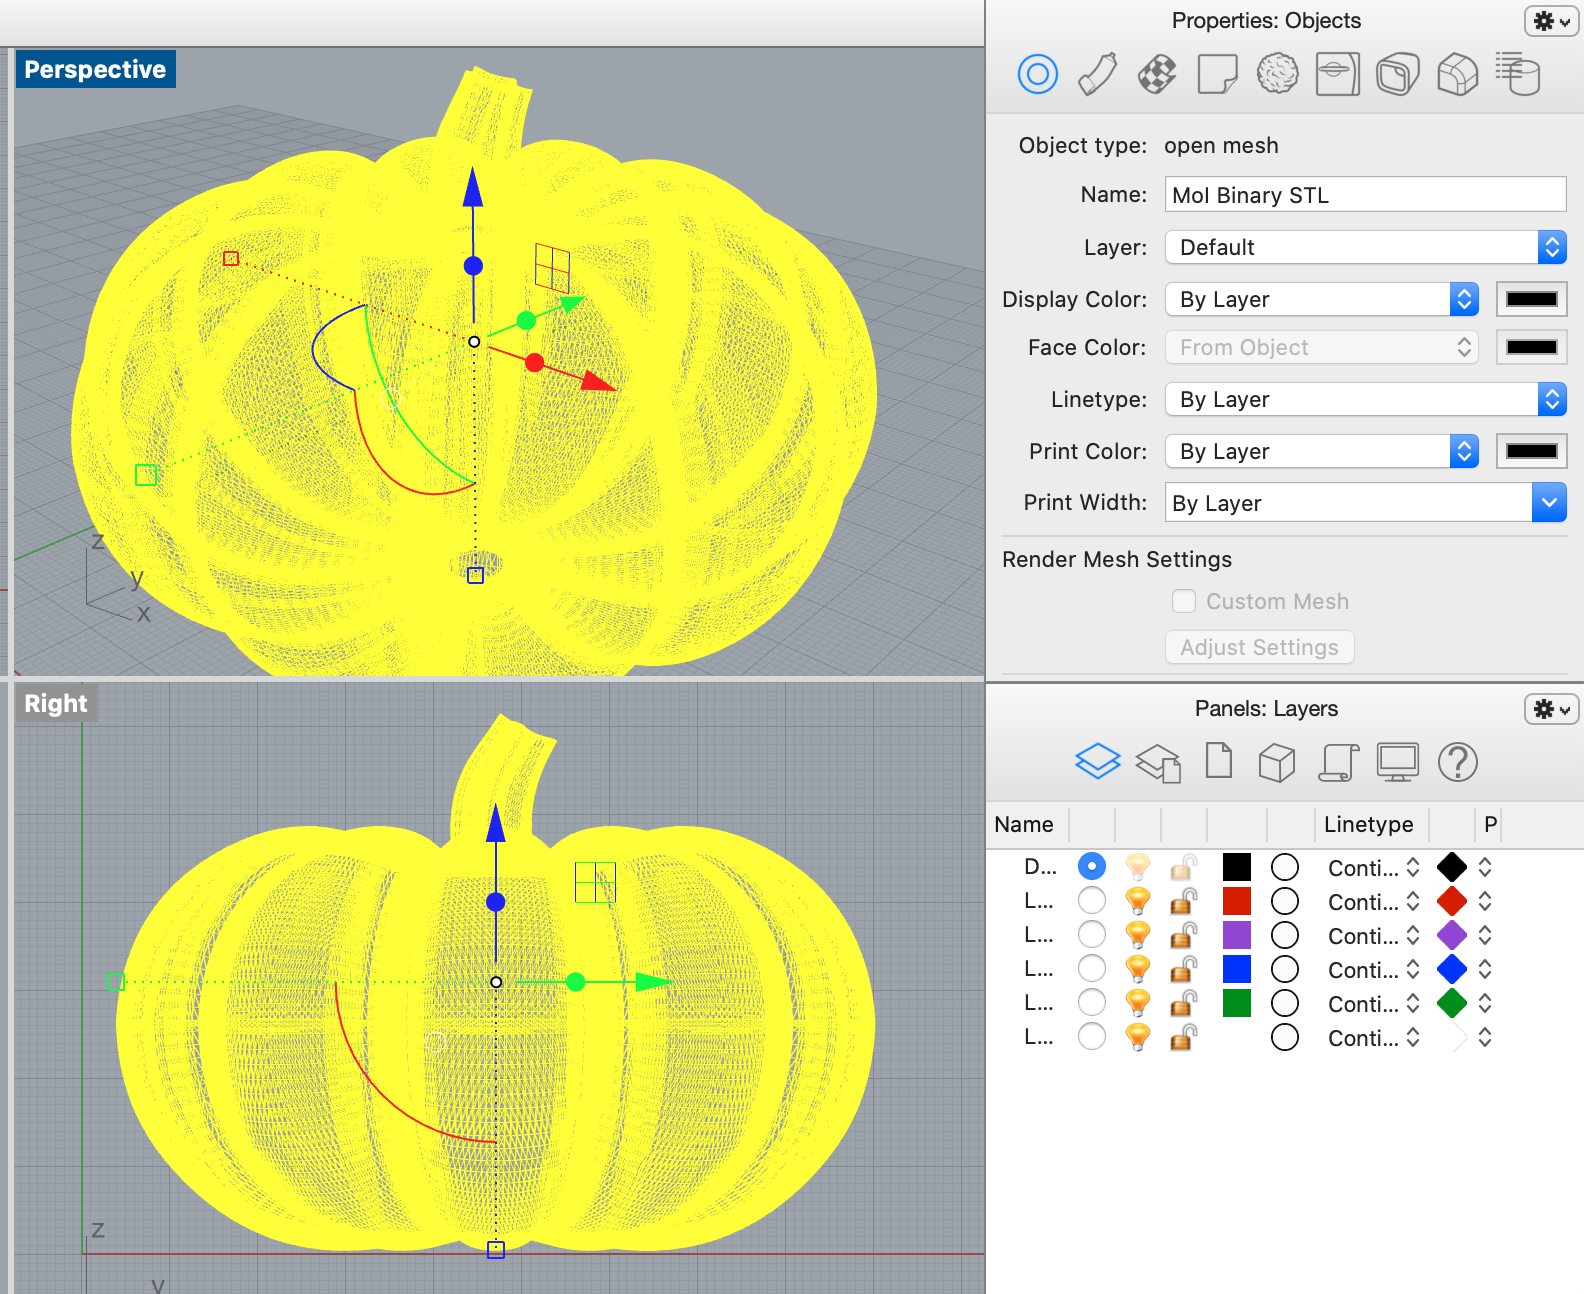 Perspective
z
y
x
Right
z
y
Properties: Objects
Object type: open mesh
Name: MoI Binary STL
Layer: Default
Display Color: By Layer
Face Color: From Object
Linetype: By Layer
Print Color: By Layer
Print Width: By Layer
Render Mesh Settings
Custom Mesh
Adjust Settings
Panels: Layers
?
Name Linetype P
D... Conti...
L... Conti...
L... Conti...
L... Conti...
L... Conti...
L... Conti...